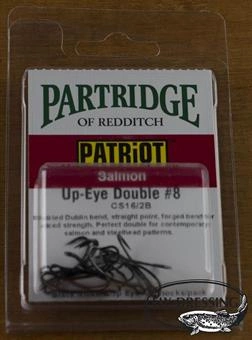 PARTRIDGE
OF REDDITCH
PATRIOT
Salmon
Up-Eye Double #8
CS16/2B
Dublin bend, straight point, forged bend for
added strength. Perfect double for contemporary
salmon and steelhead patterns.